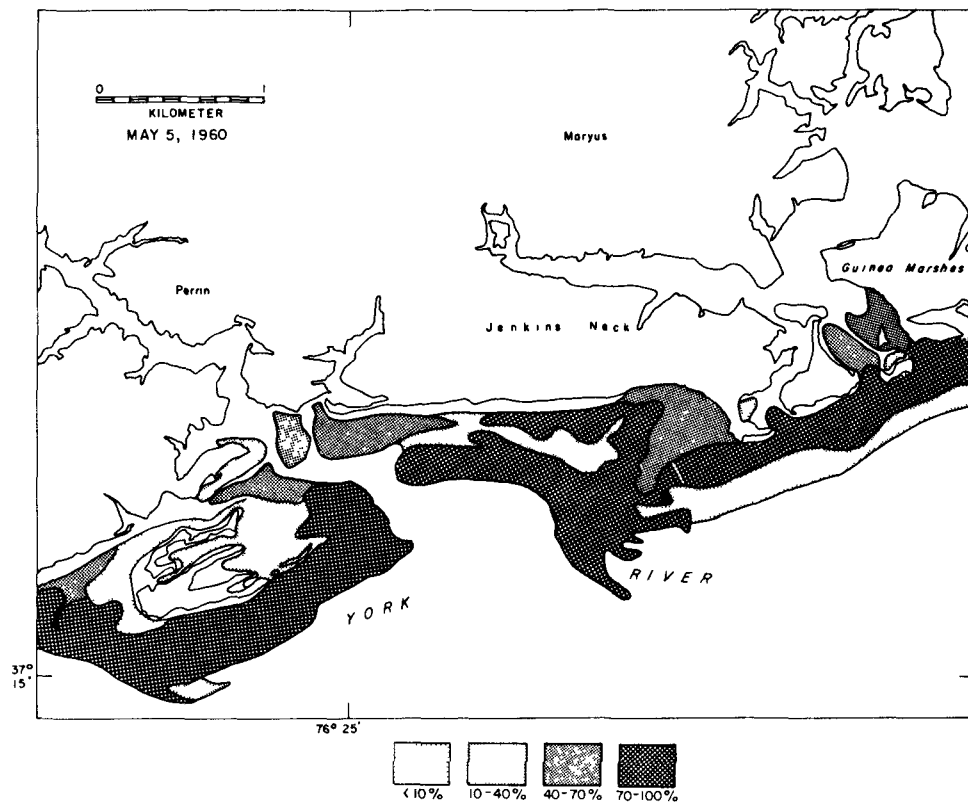 0 1
KILOMETER
MAY 5, 1960
Maryus
Guinea Marshes
Perrin
Jenkins Neck
YORK RIVER
37°
15'
76° 25'
<10% 10-40% 40-70% 70-100%